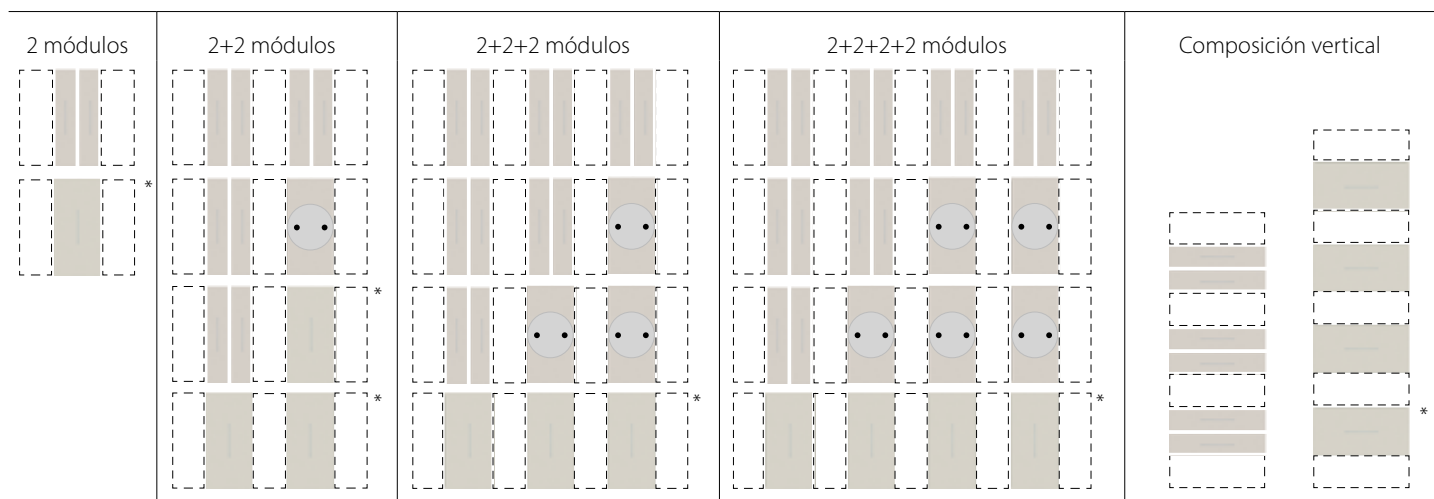 2 módulos
2+2 módulos
2+2+2 módulos
2+2+2+2 módulos
Composición vertical
*
*
*
*
*
*